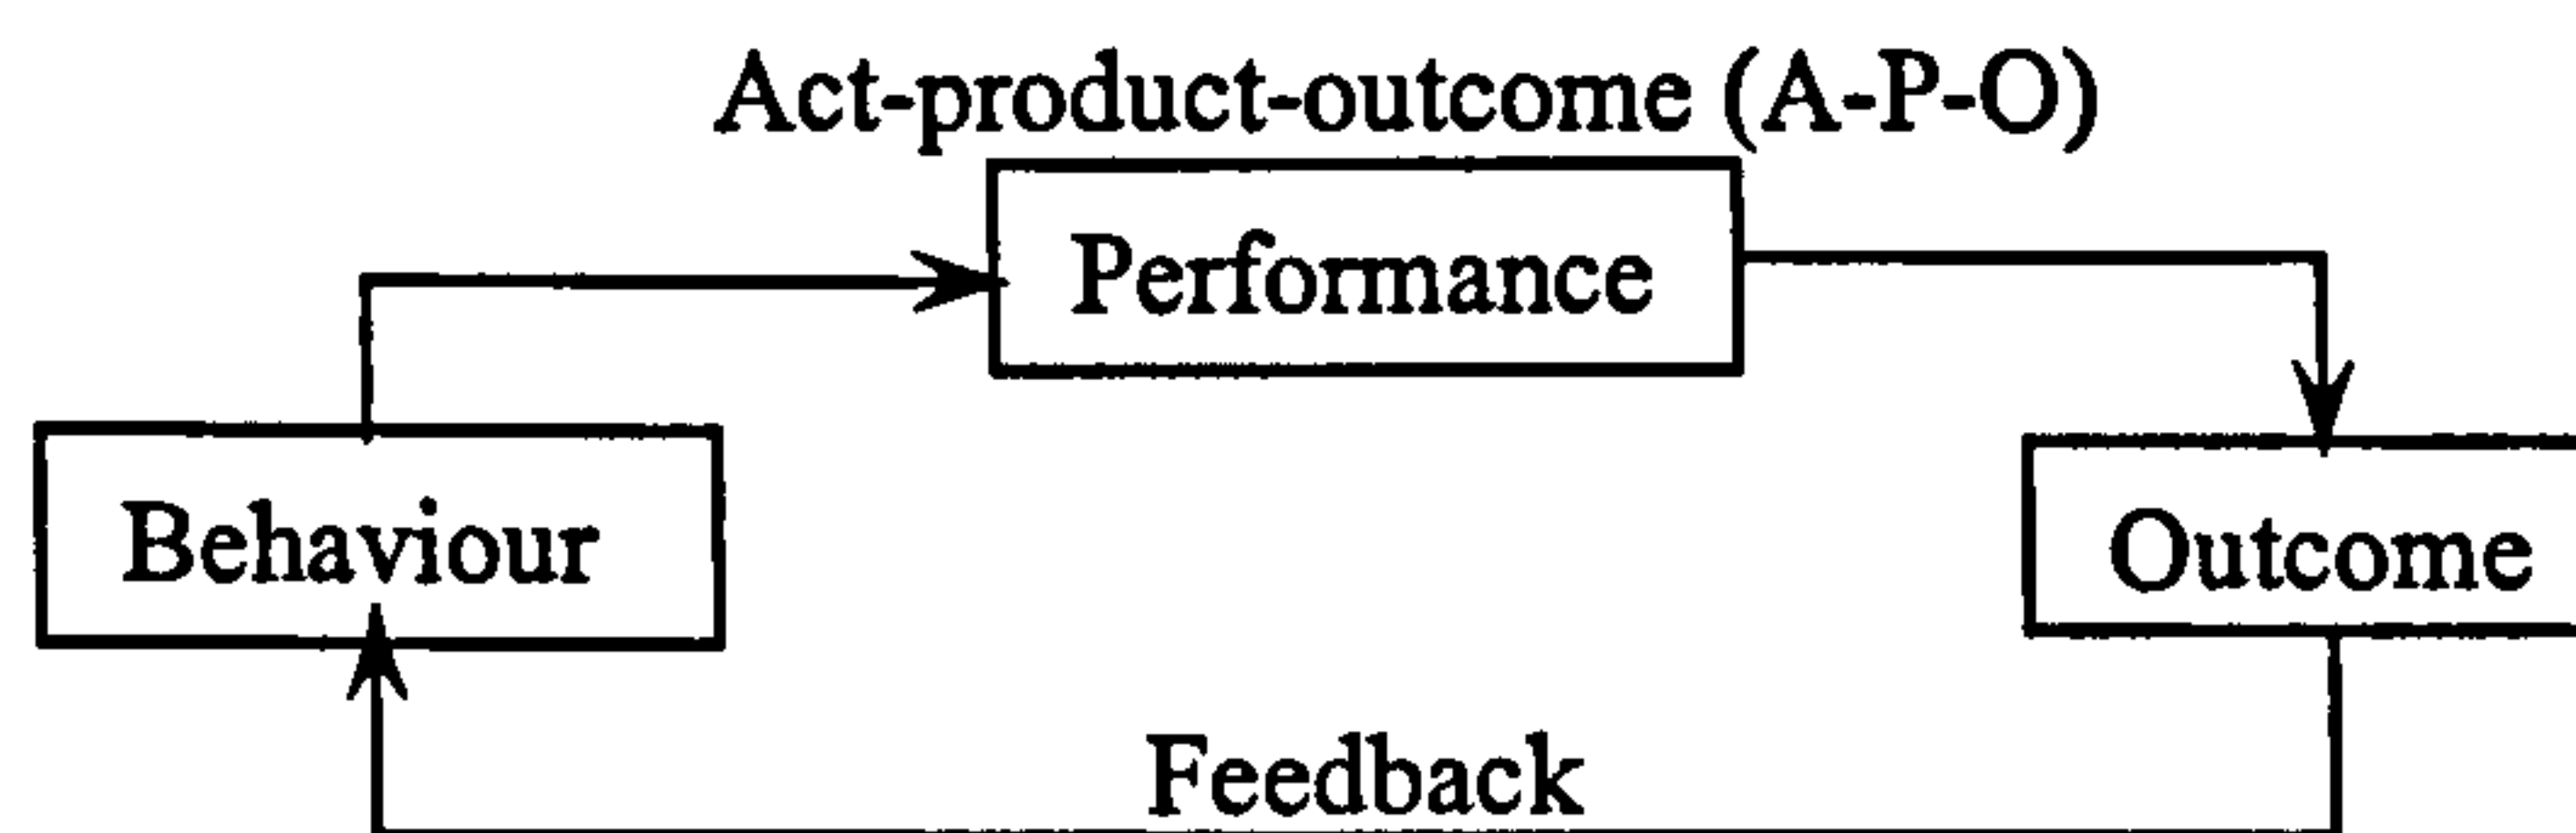 Act-product-outcome (A-P-O)
Performance
Behaviour
Outcome
Feedback